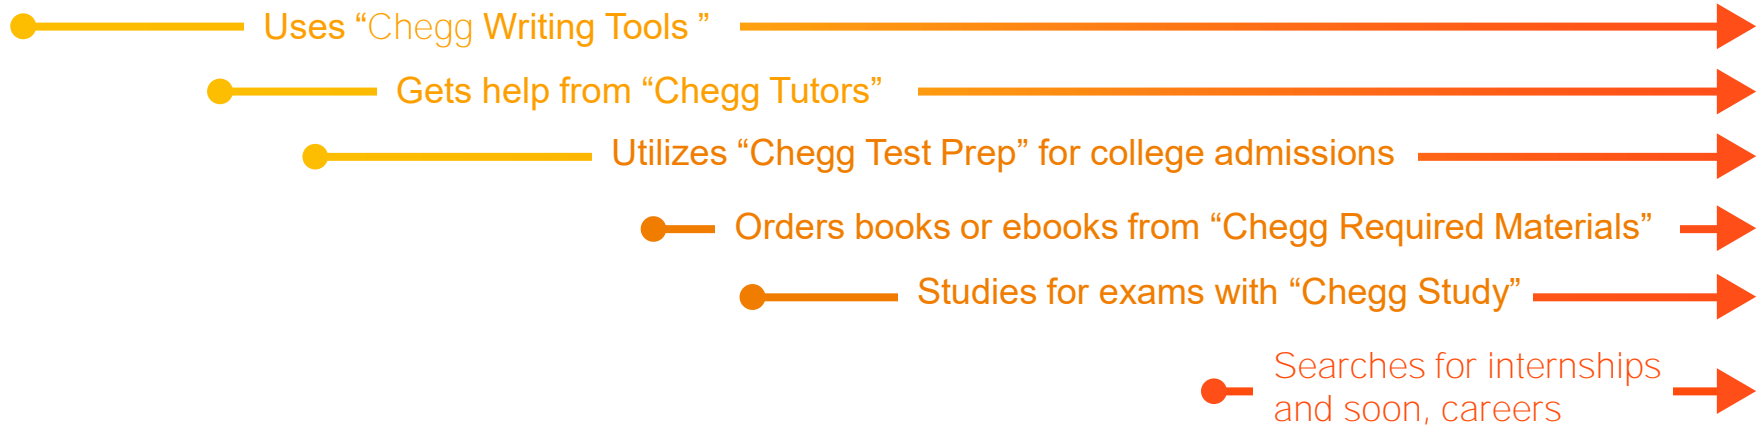 Uses “Chegg Writing Tools ”
Gets help from “Chegg Tutors”
Utilizes “Chegg Test Prep” for college admissions
Orders books or ebooks from “Chegg Required Materials”
Studies for exams with “Chegg Study”
Searches for internships
and soon, careers